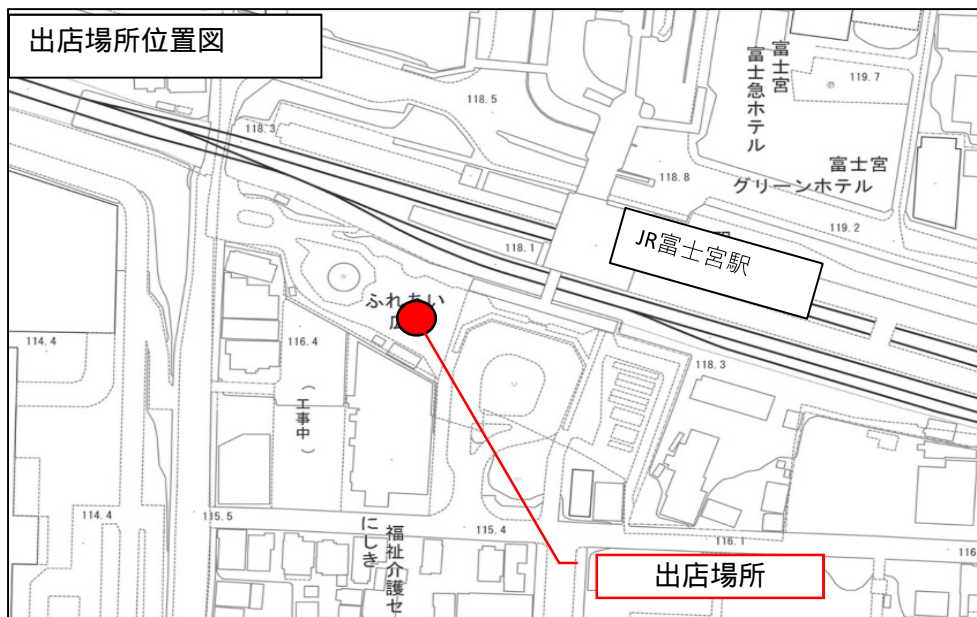 出店場所位置図
富士宮
富士急ホテル
119.7
118.5
118.3
118.8
富士宮
グリーンホテル
119.2
118.1
JR富士宮駅
ふれあい
114.4
116.4
（工事中）
118.3
114.4
115.5
115.4
116.1
116
にしき
福祉介護セ
出店場所